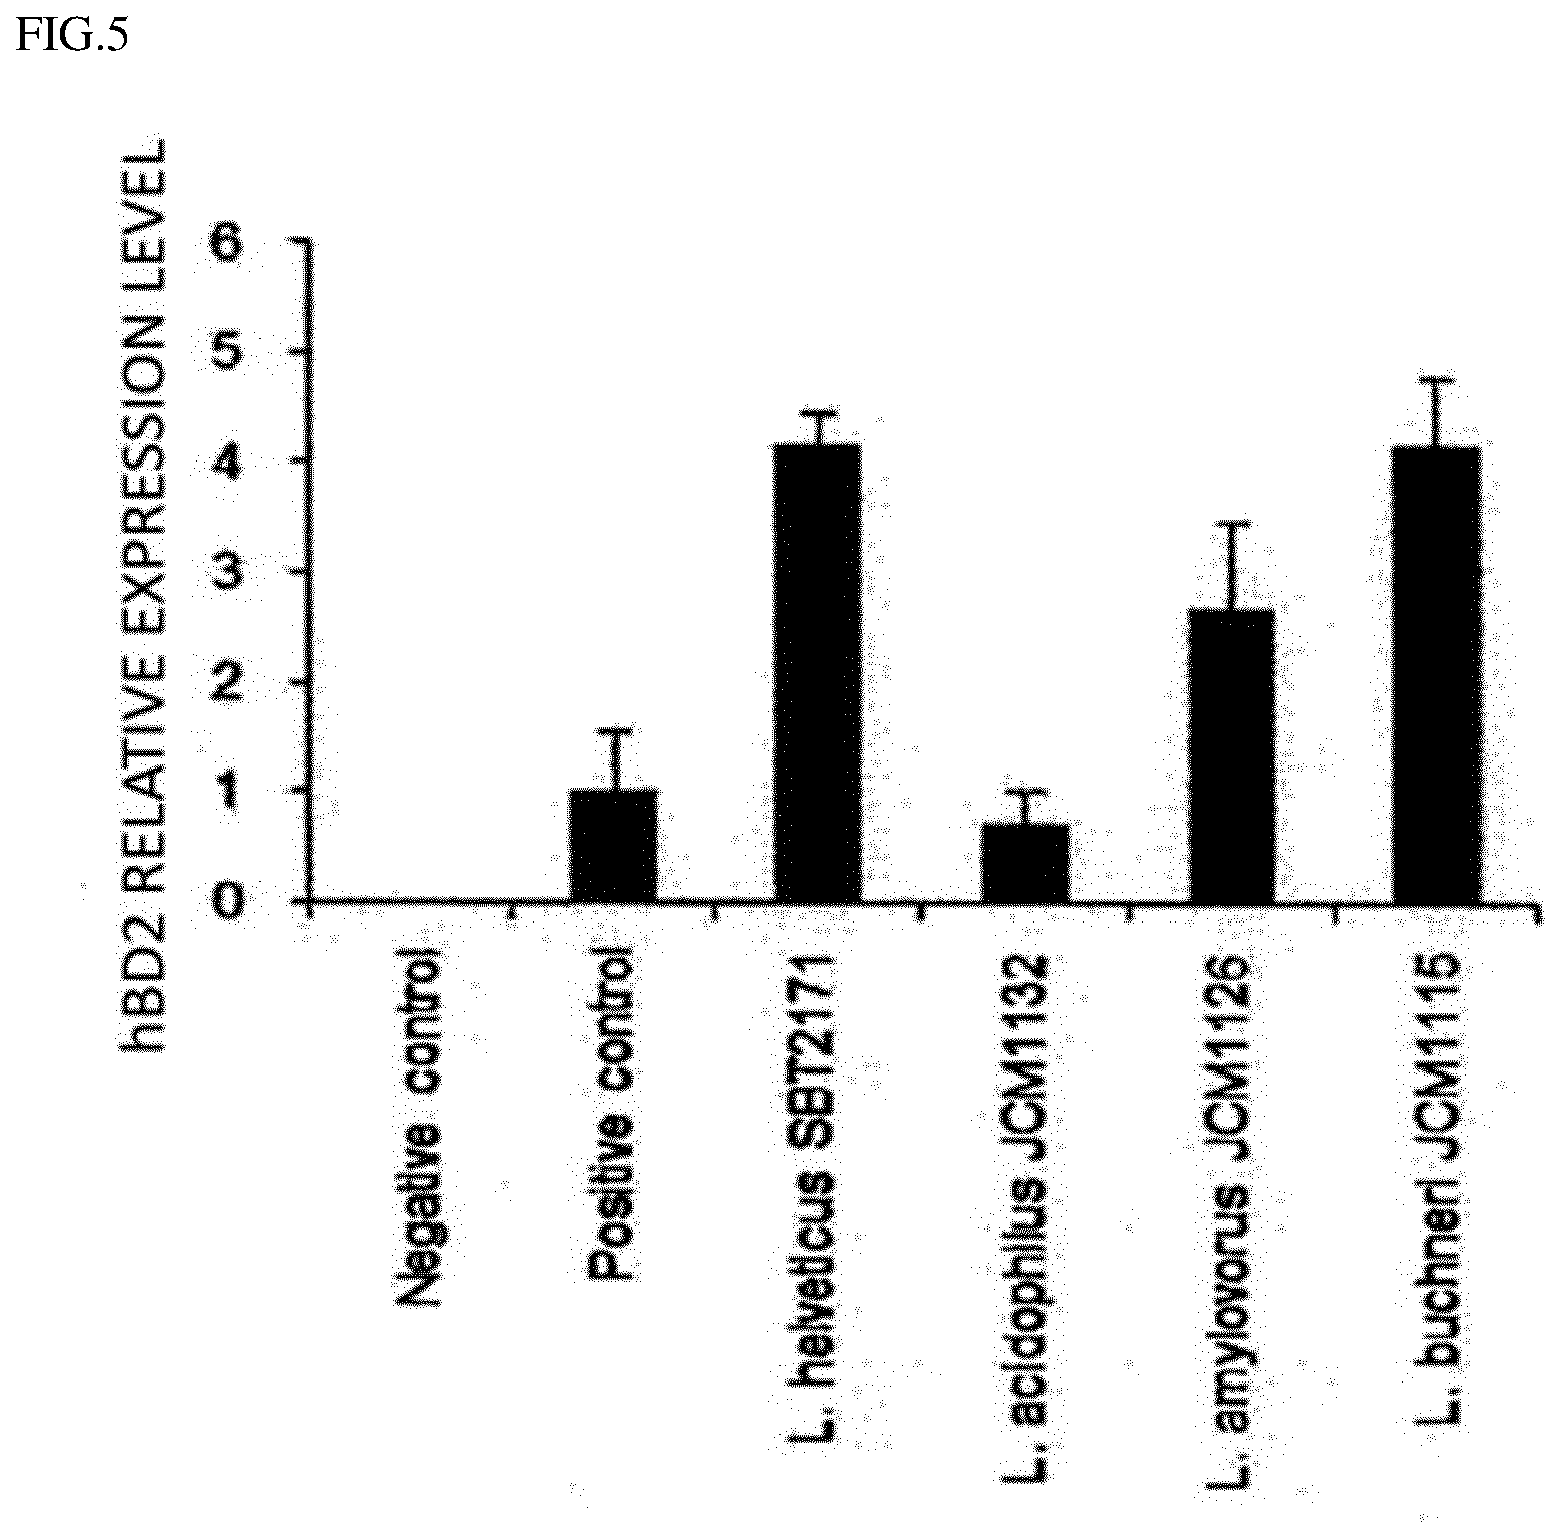 FIG.5
hBD2 RELATIVE EXPRESSION LEVEL
6
5
4
3
2
1
0
Negative control
Positive control
L. helveticus SBT2171
L. acidophilus JCM1132
L. amylovorus JCM1126
L. buchneri JCM1115